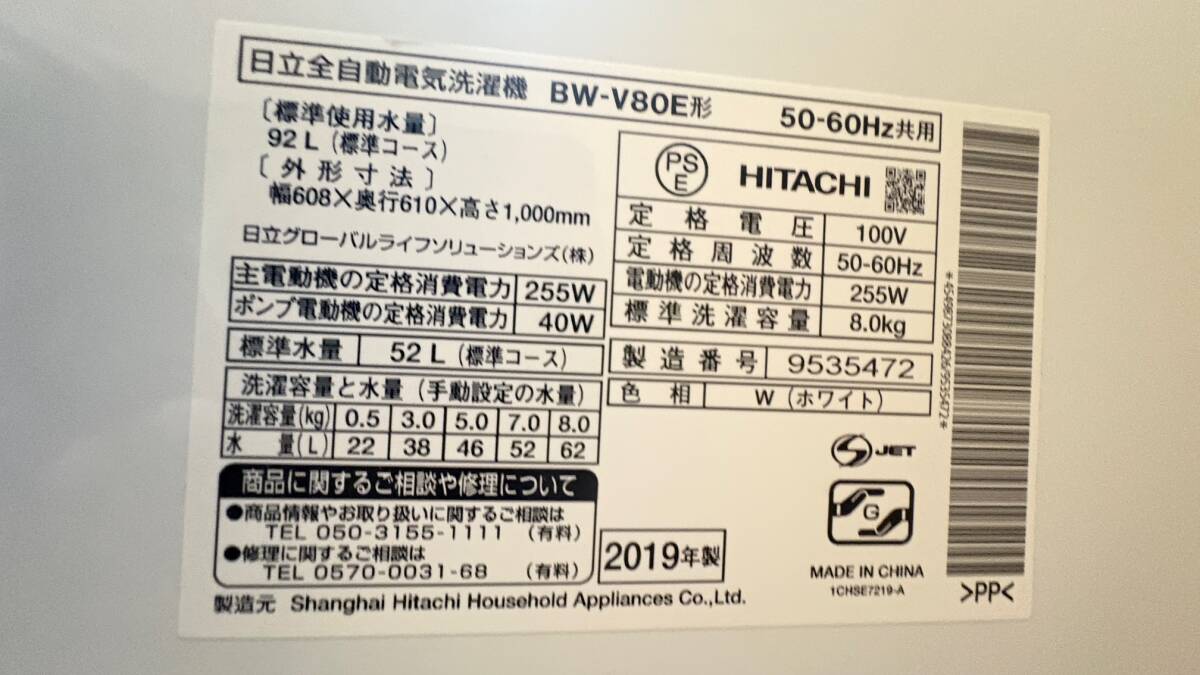 日立全自動電気洗濯機 BW-V80E形 50-60Hz共用
〔標準使用水量〕
92 L (標準コース)
〔外形寸法〕
幅608×奥行610×高さ1,000mm
日立グローバルライフソリューションズ(株)
主電動機の定格消費電力 255W
ポンプ電動機の定格消費電力 40W
標準水量 52 L (標準コース)
洗濯容量と水量 (手動設定の水量)
洗濯容量(kg) 0.5 3.0 5.0 7.0 8.0
水量(L) 22 38 46 52 62
商品に関するご相談や修理について
●商品情報やお取り扱いに関するご相談は
TEL 050-3155-1111 (有料)
●修理に関するご相談は
TEL 0570-0031-68 (有料)
製造元 Shanghai Hitachi Household Appliances Co.,Ltd.
PS
E
HITACHI
定格電圧 100V
定格周波数 50-60Hz
電動機の定格消費電力 255W
標準洗濯容量 8.0kg
製造番号 9535472
色相 W (ホワイト)
S JET
G
2019年製
MADE IN CHINA
1CHSE7219-A
>PP<